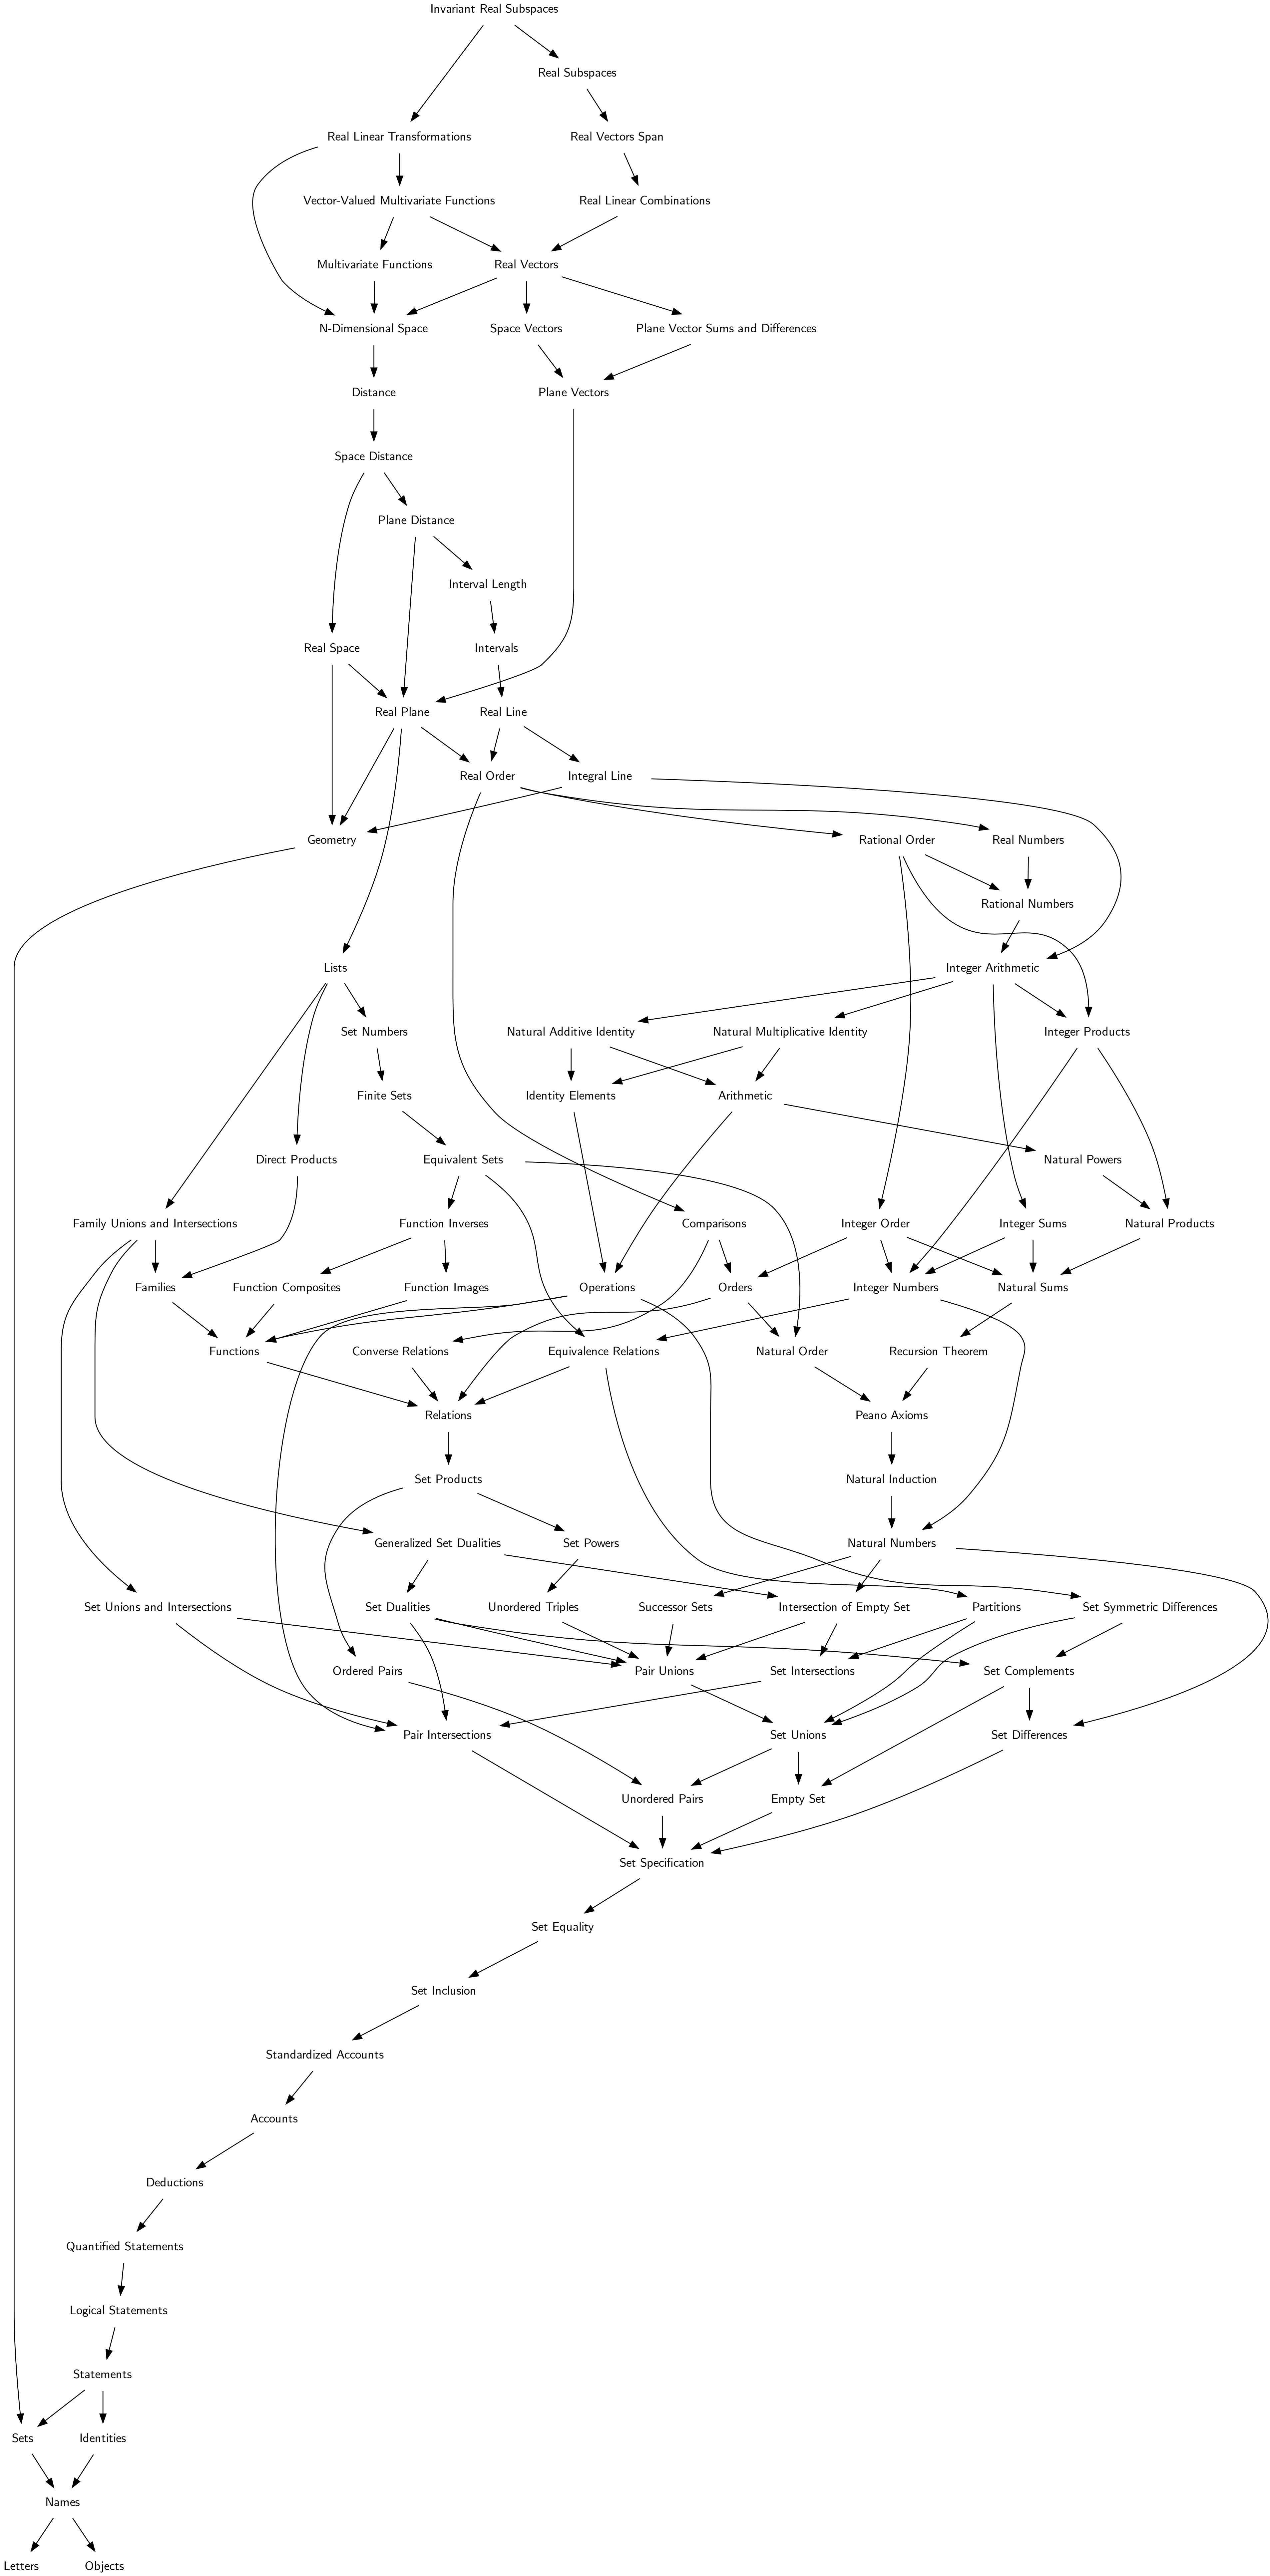 Invariant Real Subspaces
Real Subspaces
Real Linear Transformations
Real Vectors Span
Vector-Valued Multivariate Functions
Real Linear Combinations
Multivariate Functions
Real Vectors
N-Dimensional Space
Space Vectors
Plane Vector Sums and Differences
Distance
Plane Vectors
Space Distance
Plane Distance
Interval Length
Real Space
Intervals
Real Plane
Real Line
Real Order
Integral Line
Geometry
Rational Order
Real Numbers
Rational Numbers
Lists
Integer Arithmetic
Set Numbers
Natural Additive Identity
Natural Multiplicative Identity
Integer Products
Finite Sets
Identity Elements
Arithmetic
Direct Products
Equivalent Sets
Natural Powers
Family Unions and Intersections
Function Inverses
Comparisons
Integer Order
Integer Sums
Natural Products
Families
Function Composites
Function Images
Operations
Orders
Integer Numbers
Natural Sums
Functions
Converse Relations
Equivalence Relations
Natural Order
Recursion Theorem
Relations
Peano Axioms
Set Products
Natural Induction
Generalized Set Dualities
Set Powers
Natural Numbers
Set Unions and Intersections
Set Dualities
Unordered Triples
Successor Sets
Intersection of Empty Set
Partitions
Set Symmetric Differences
Ordered Pairs
Pair Unions
Set Intersections
Set Complements
Pair Intersections
Set Unions
Set Differences
Unordered Pairs
Empty Set
Set Specification
Set Equality
Set Inclusion
Standardized Accounts
Accounts
Deductions
Quantified Statements
Logical Statements
Statements
Sets
Identities
Names
Letters
Objects